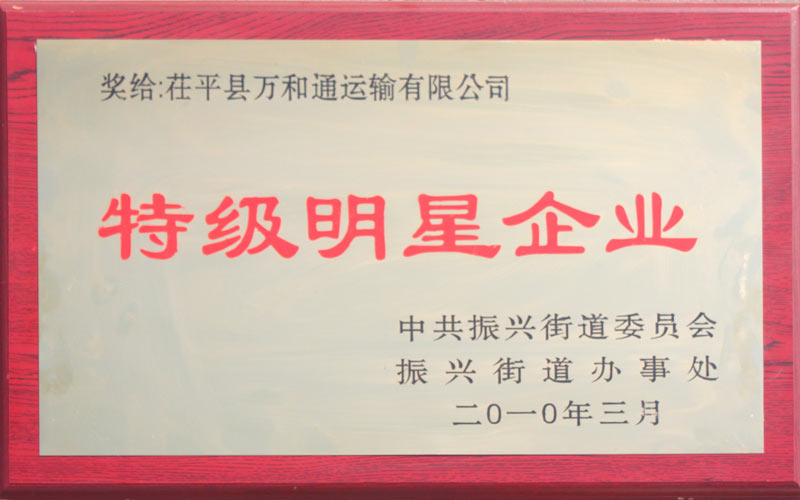 奖给:茌平县万和通运输有限公司
特级明星企业
中共振兴街道委员会
振兴街道办事处
二0一0年三月